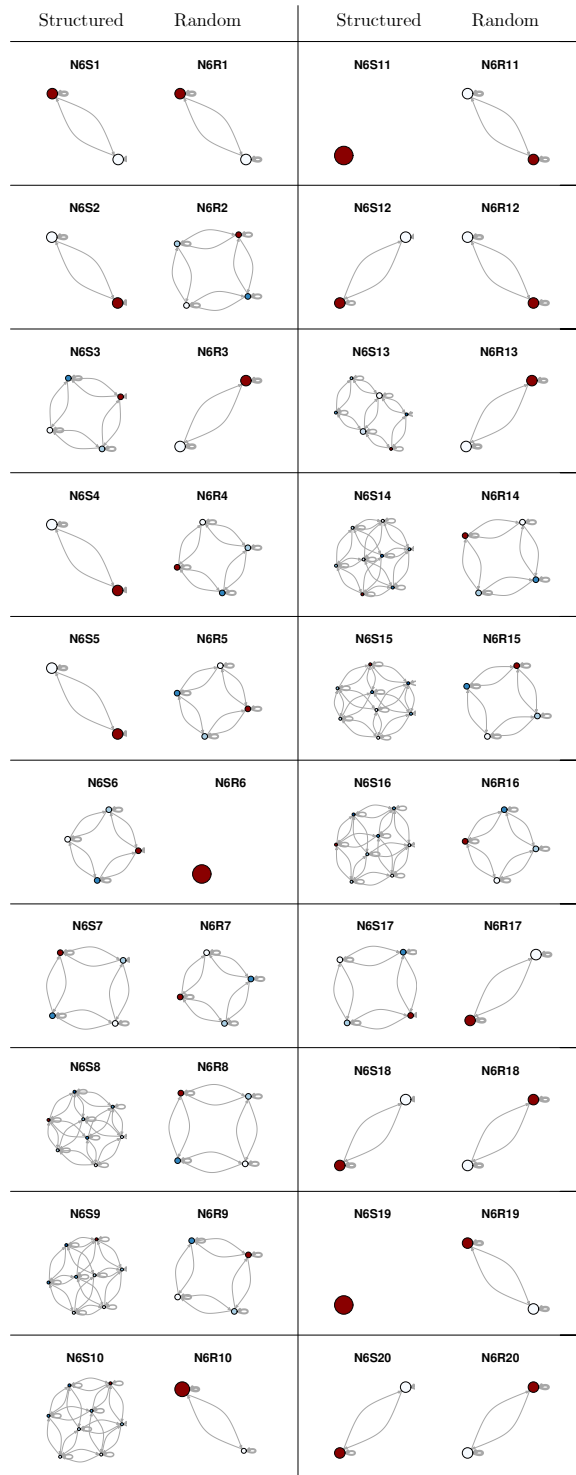 Structured Random Structured Random
N6S1 N6R1 N6S11 N6R11
N6S2 N6R2 N6S12 N6R12
N6S3 N6R3 N6S13 N6R13
N6S4 N6R4 N6S14 N6R14
N6S5 N6R5 N6S15 N6R15
N6S6 N6R6 N6S16 N6R16
N6S7 N6R7 N6S17 N6R17
N6S8 N6R8 N6S18 N6R18
N6S9 N6R9 N6S19 N6R19
N6S10 N6R10 N6S20 N6R20